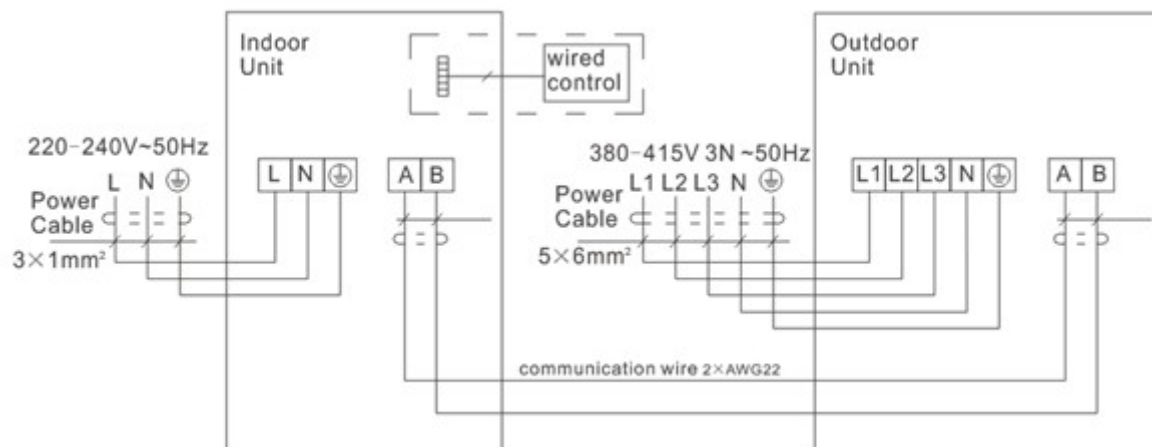 Indoor
Unit
wired
control
Outdoor
Unit
220-240V~50Hz
L N
Power
Cable
3×1mm²
L N
A B
380-415V 3N ~50Hz
L1 L2 L3 N
Power
Cable
5×6mm²
L1 L2 L3 N
A B
communication wire 2×AWG22